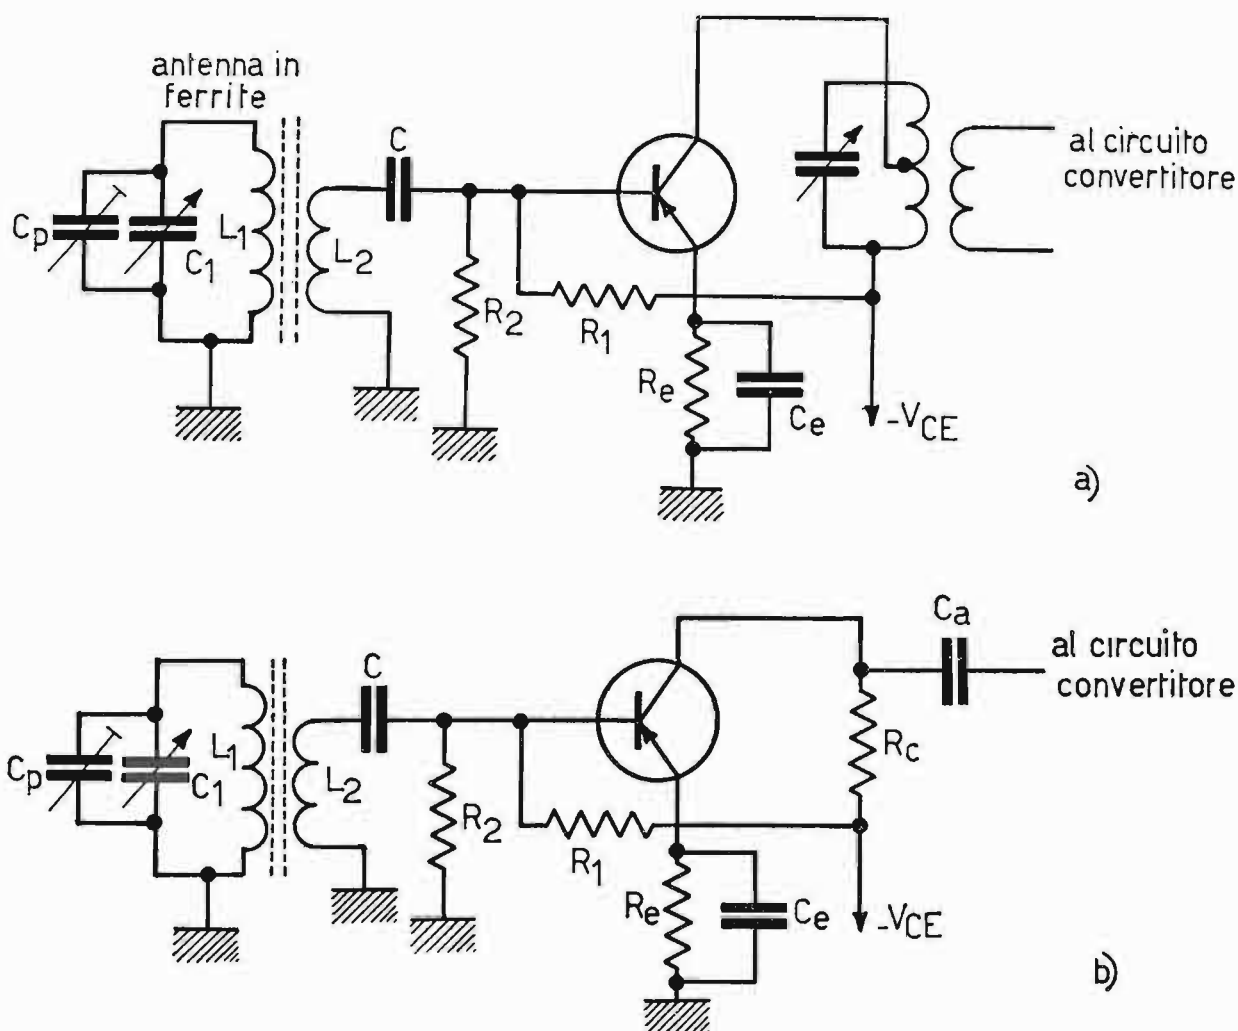 antenna in
ferrite
C
al circuito
convertitore
Cp
C1
L1
L2
R2
R1
Re
Ce
-VCE
a)
Ca
al circuito
convertitore
C
Rc
Cp
C1
L1
L2
R2
R1
Re
Ce
-VCE
b)